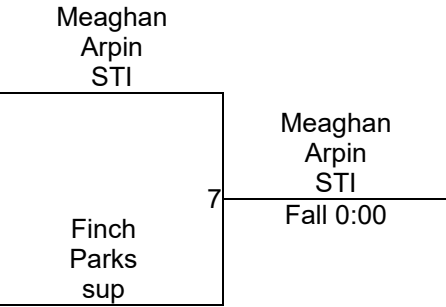 Meaghan
Arpin
STI
Meaghan
Arpin
STI
7
Fall 0:00
Finch
Parks
sup